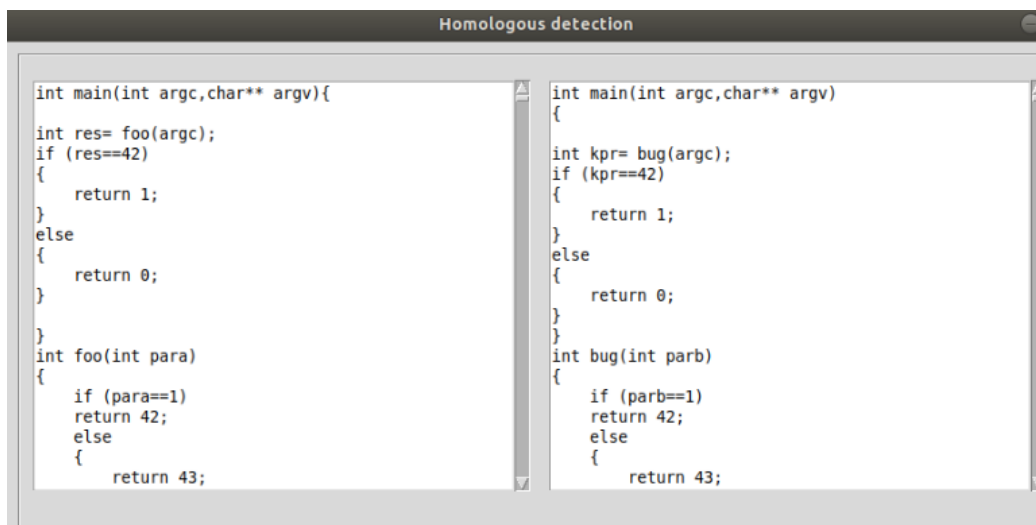 Homologous detection
int main(int argc,char** argv){
int res= foo(argc);
if (res==42)
{
    return 1;
}
else
{
    return 0;
}
}
int foo(int para)
{
    if (para==1)
    return 42;
    else
    {
        return 43;
int main(int argc,char** argv)
{
int kpr= bug(argc);
if (kpr==42)
{
    return 1;
}
else
{
    return 0;
}
}
int bug(int parb)
{
    if (parb==1)
    return 42;
    else
    {
        return 43;